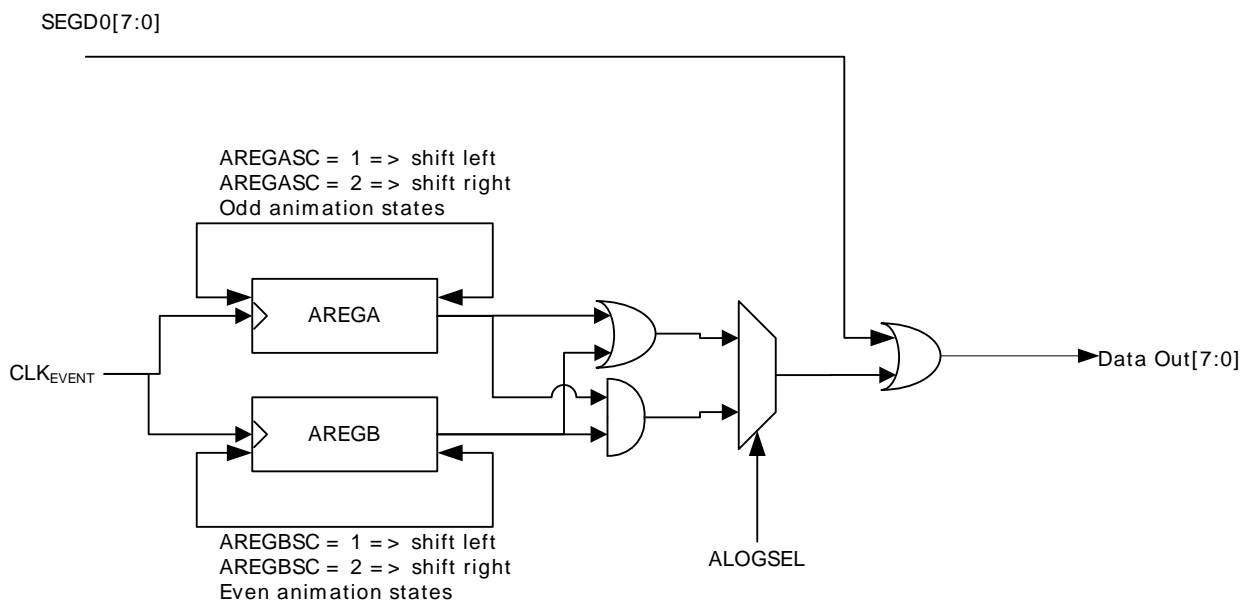 SEGD0[7:0]
AREGASC = 1 => shift left
AREGASC = 2 => shift right
Odd animation states
AREGA
CLKEVENT
Data Out[7:0]
AREGB
AREGBSC = 1 => shift left
AREGBSC = 2 => shift right
Even animation states
ALOGSEL